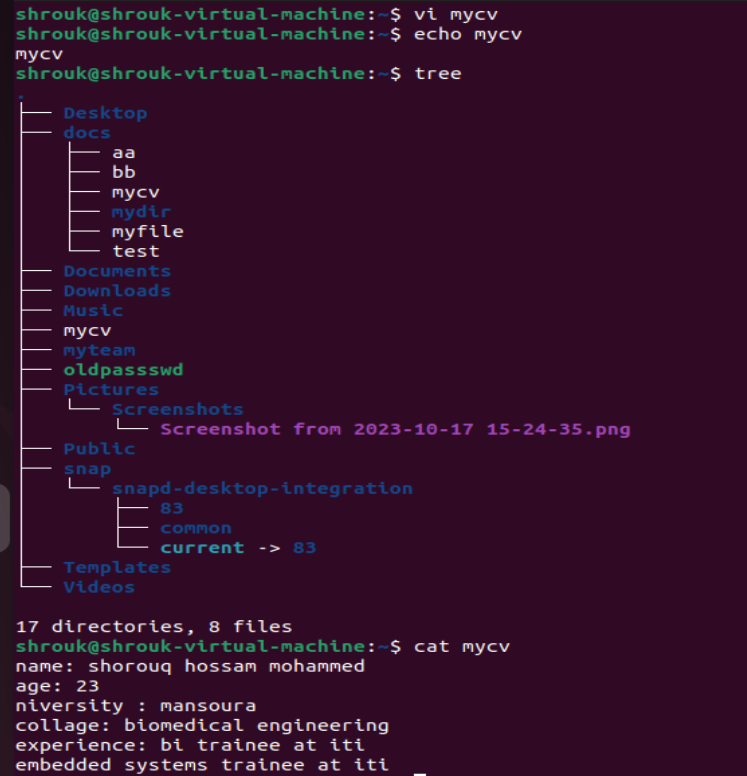 shrouk@shrouk-virtual-machine:~$ vi mycv
shrouk@shrouk-virtual-machine:~$ echo mycv
mycv
shrouk@shrouk-virtual-machine:~$ tree
.
├── Desktop
├── docs
│   ├── aa
│   ├── bb
│   ├── mycv
│   ├── mydir
│   ├── myfile
│   └── test
├── Documents
├── Downloads
├── Music
├── mycv
├── myteam
├── oldpassswd
├── Pictures
│   └── Screenshots
│       └── Screenshot from 2023-10-17 15-24-35.png
├── Public
├── snap
│   └── snapd-desktop-integration
│       ├── 83
│       ├── common
│       └── current -> 83
├── Templates
└── Videos
17 directories, 8 files
shrouk@shrouk-virtual-machine:~$ cat mycv
name: shorouq hossam mohammed
age: 23
niversity : mansoura
collage: biomedical engineering
experience: bi trainee at iti
embedded systems trainee at iti